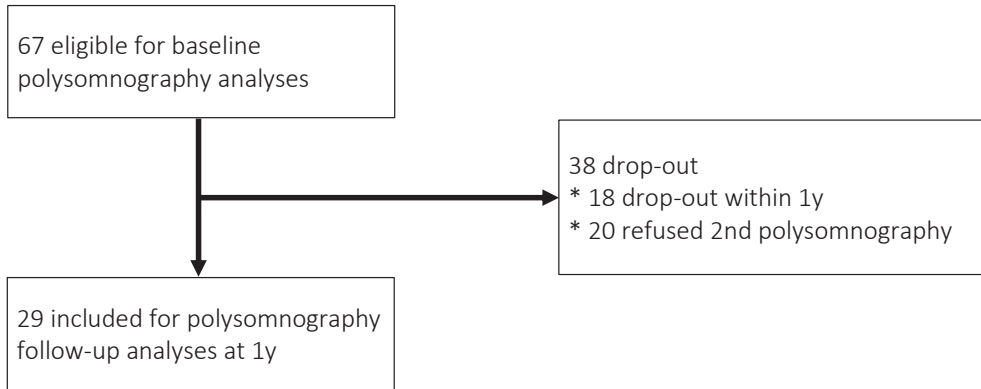 67 eligible for baseline
polysomnography analyses
38 drop-out
* 18 drop-out within 1y
* 20 refused 2nd polysomnography
29 included for polysomnography
follow-up analyses at 1y